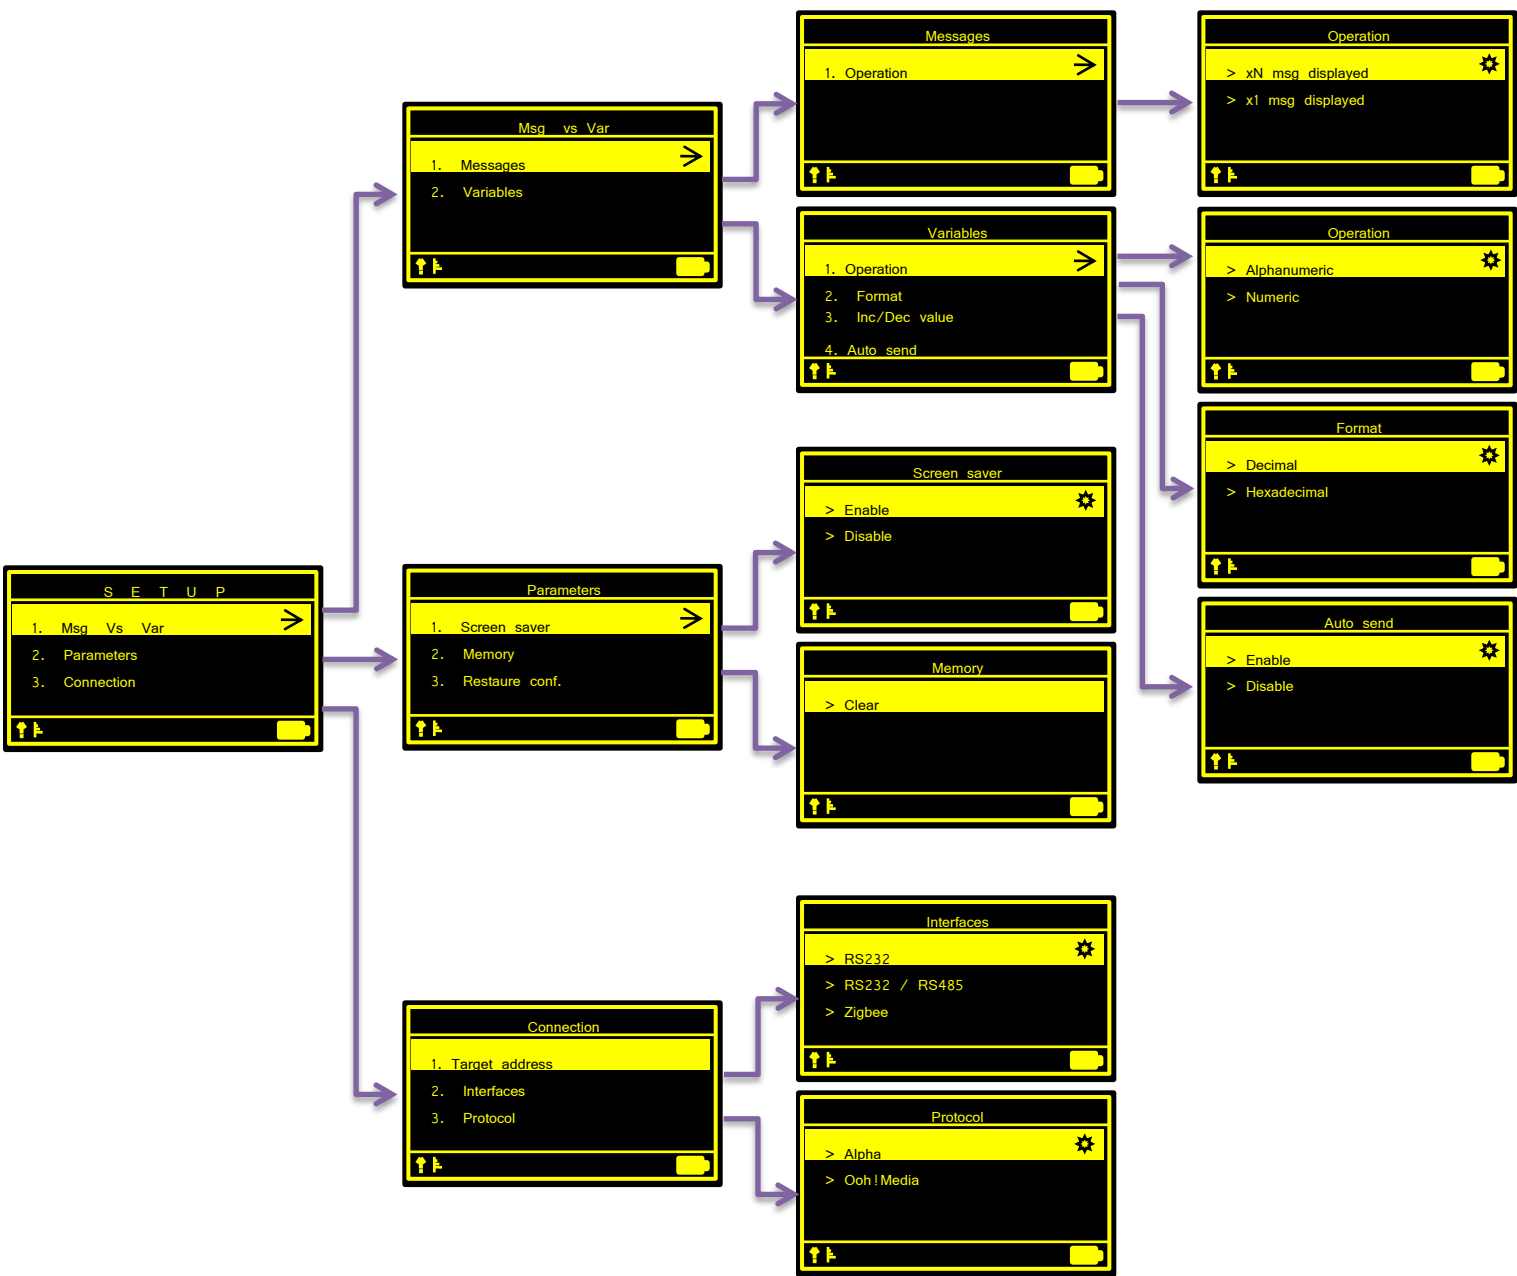 S E T U P
1. Msg Vs Var
2. Parameters
3. Connection
Msg vs Var
1. Messages
2. Variables
Messages
1. Operation
Operation
> xN msg displayed
> x1 msg displayed
Variables
1. Operation
2. Format
3. Inc/Dec value
4. Auto send
Operation
> Alphanumeric
> Numeric
Format
> Decimal
> Hexadecimal
Auto send
> Enable
> Disable
Parameters
1. Screen saver
2. Memory
3. Restaure conf.
Screen saver
> Enable
> Disable
Memory
> Clear
Connection
1. Target address
2. Interfaces
3. Protocol
Interfaces
> RS232
> RS232 / RS485
> Zigbee
Protocol
> Alpha
> Ooh!Media